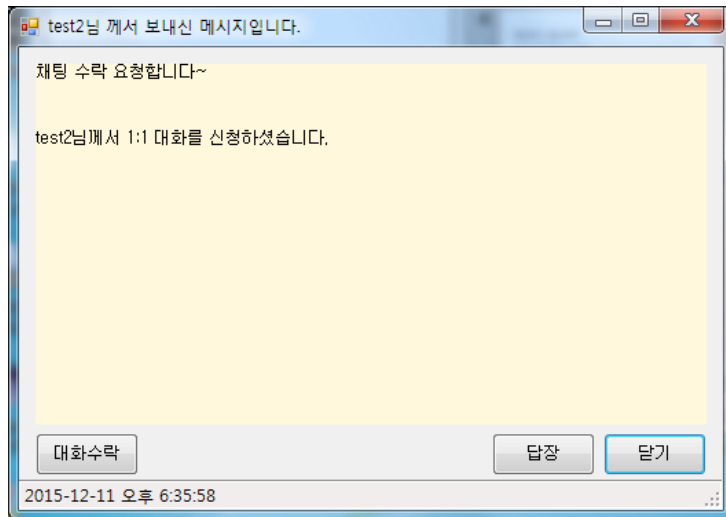 test2님 께서 보내신 메시지입니다.
채팅 수락 요청합니다~
test2님께서 1:1 대화를 신청하셨습니다.
대화수락
답장
닫기
2015-12-11 오후 6:35:58